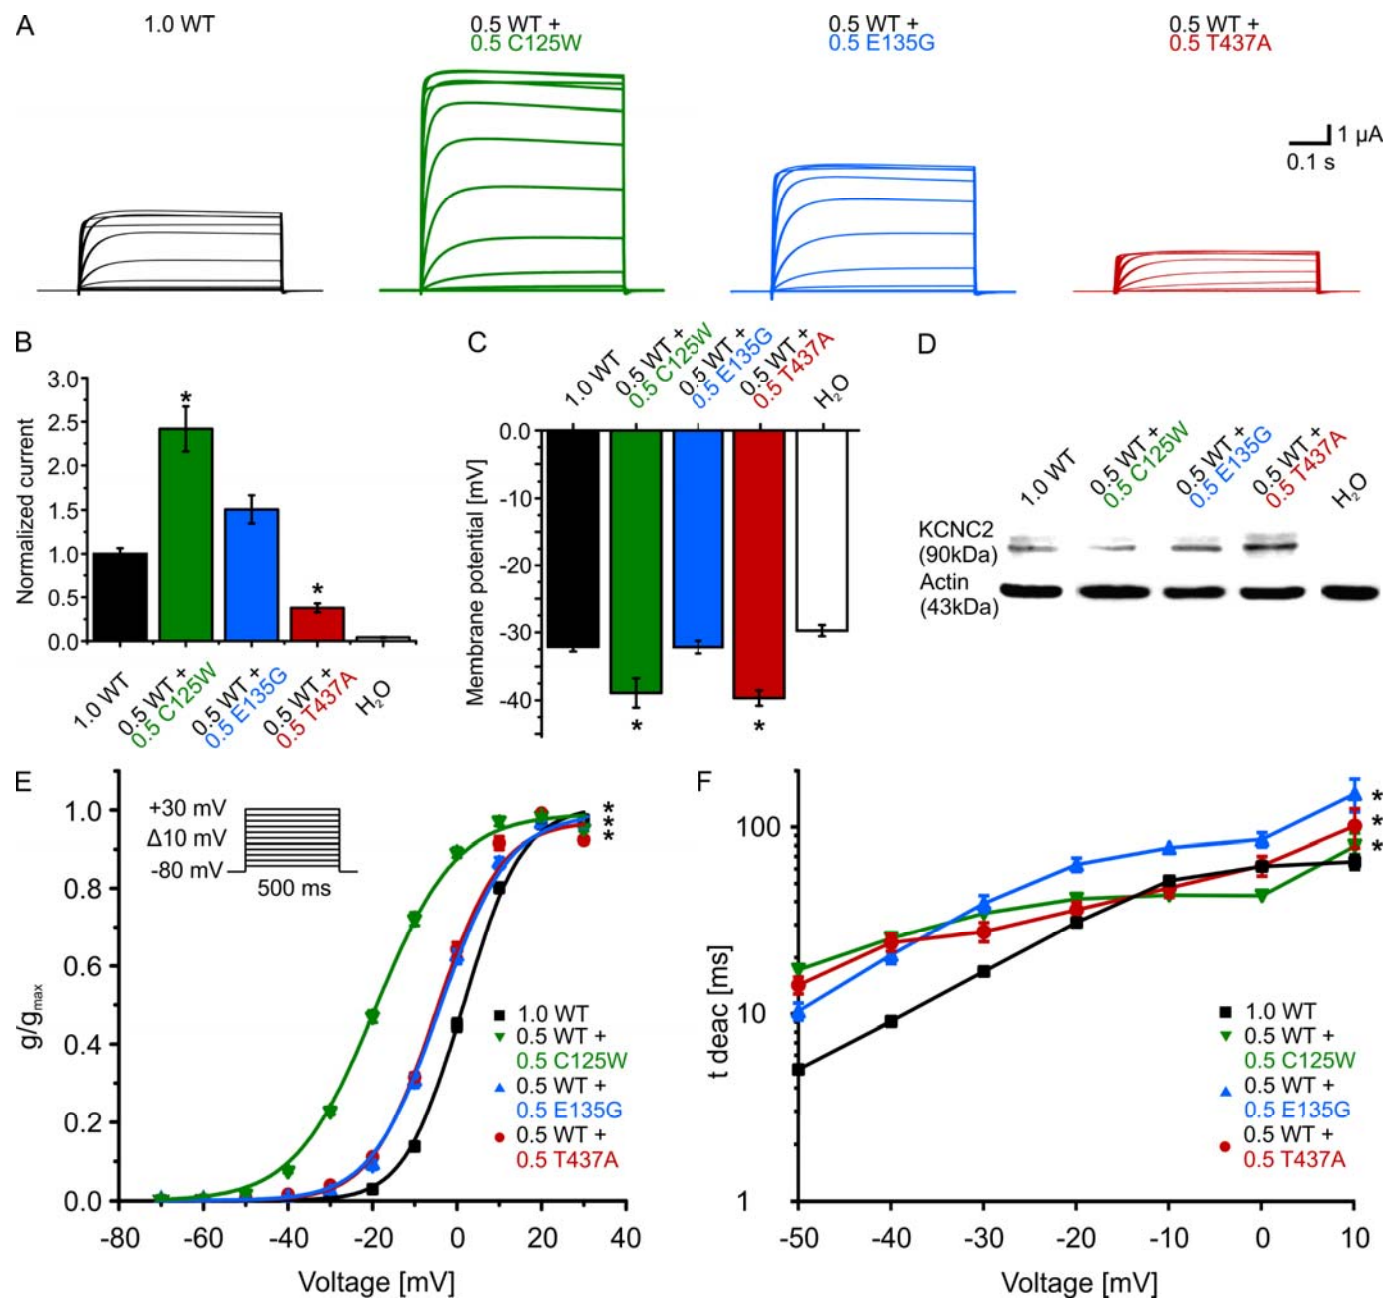 A
1.0 WT
0.5 WT +
0.5 C125W
0.5 WT +
0.5 E135G
0.5 WT +
0.5 T437A
1 µA
0.1 s
B
Normalized current
3.0
2.5
2.0
1.5
1.0
0.5
0.0
*
*
1.0 WT
0.5 WT +
0.5 C125W
0.5 WT +
0.5 E135G
0.5 WT +
0.5 T437A
H₂O
C
1.0 WT
0.5 WT +
0.5 C125W
0.5 WT +
0.5 E135G
0.5 WT +
0.5 T437A
H₂O
Membrane potential [mV]
0.0
-10
-20
-30
-40
*
*
D
1.0 WT
0.5 WT +
0.5 C125W
0.5 WT +
0.5 E135G
0.5 WT +
0.5 T437A
H₂O
KCNC2
(90kDa)
Actin
(43kDa)
E
g/gmax
1.0
0.8
0.6
0.4
0.2
0.0
+30 mV
Δ10 mV
-80 mV
500 ms
*
*
*
1.0 WT
0.5 WT +
0.5 C125W
0.5 WT +
0.5 E135G
0.5 WT +
0.5 T437A
-80
-60
-40
-20
0
20
40
Voltage [mV]
F
t deac [ms]
100
10
1
*
*
*
1.0 WT
0.5 WT +
0.5 C125W
0.5 WT +
0.5 E135G
0.5 WT +
0.5 T437A
-50
-40
-30
-20
-10
0
10
Voltage [mV]